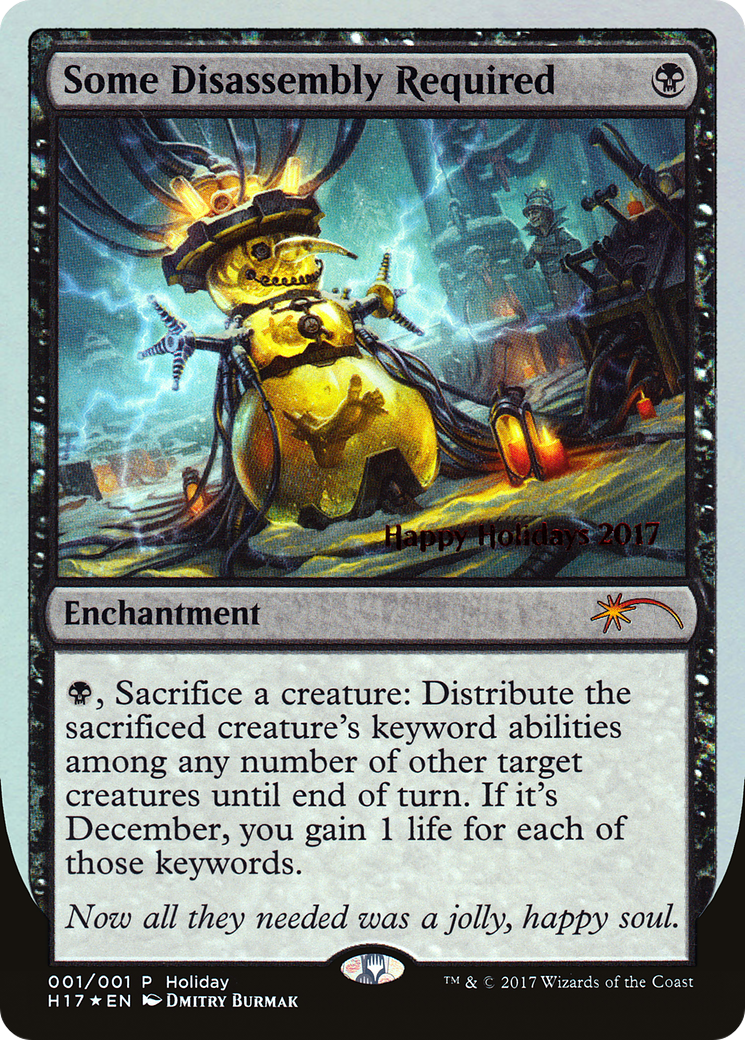 Some Disassembly Required
Happy Holidays 2017
Enchantment
, Sacrifice a creature: Distribute the
sacrificed creature's keyword abilities
among any number of other target
creatures until end of turn. If it's
December, you gain 1 life for each of
those keywords.
Now all they needed was a jolly, happy soul.
001/001 P Holiday
H17★EN Dmitry Burmak
™ & © 2017 Wizards of the Coast